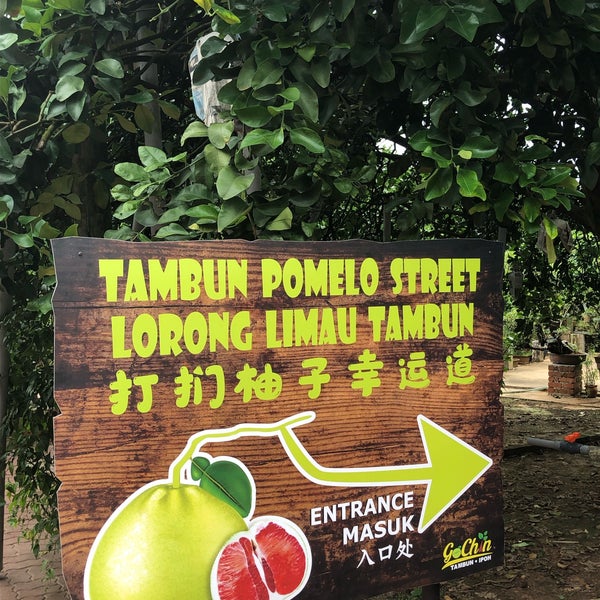 TAMBUN POMELO STREET
LORONG LIMAU TAMBUN
打扪柚子幸运道
ENTRANCE
MASUK
入口处
GoChin
TAMBUN • IPOH